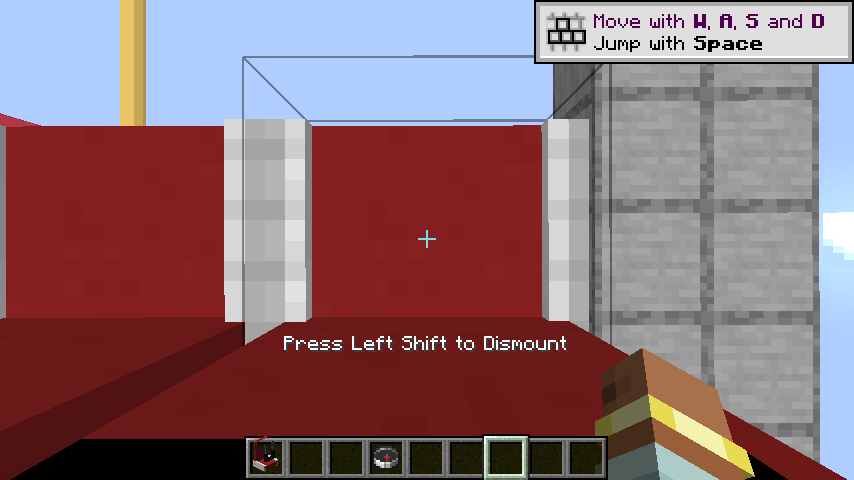 Move with W, A, S and D
Jump with Space
Press Left Shift to Dismount